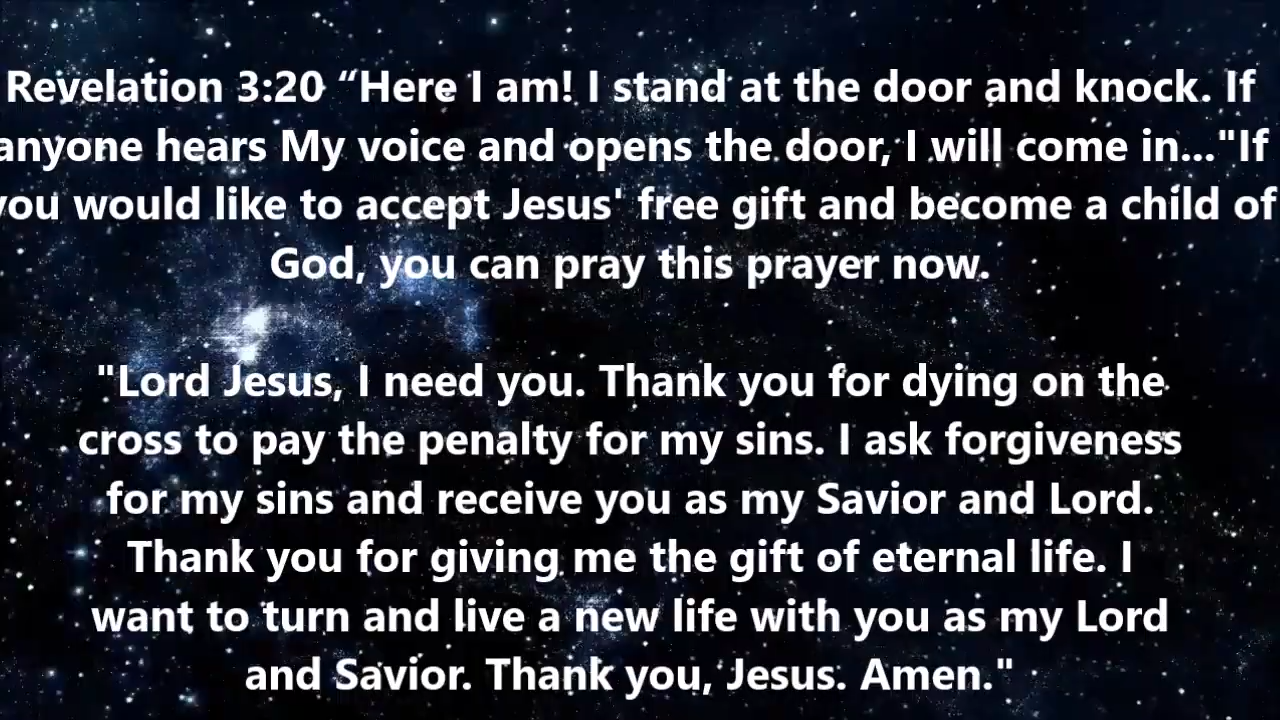 Revelation 3:20 “Here I am! I stand at the door and knock. If
anyone hears My voice and opens the door, I will come in..."If
you would like to accept Jesus' free gift and become a child of
God, you can pray this prayer now.
"Lord Jesus, I need you. Thank you for dying on the
cross to pay the penalty for my sins. I ask forgiveness
for my sins and receive you as my Savior and Lord.
Thank you for giving me the gift of eternal life. I
want to turn and live a new life with you as my Lord
and Savior. Thank you, Jesus. Amen."